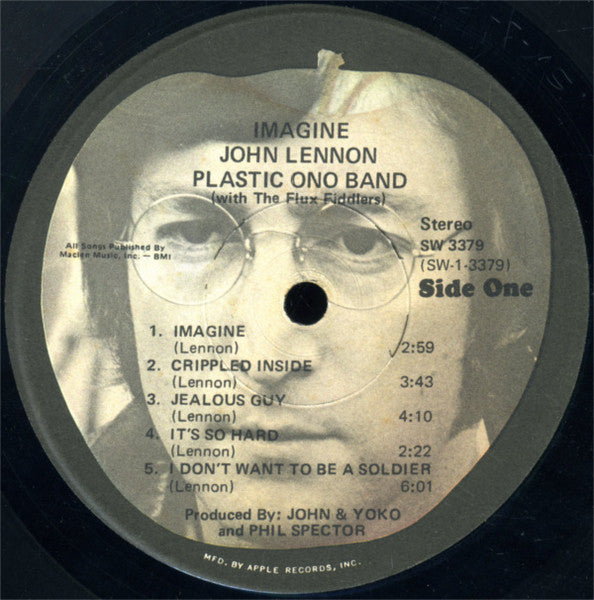 IMAGINE
JOHN LENNON
PLASTIC ONO BAND
(with The Flux Fiddlers)
Stereo
SW 3379
(SW-1-3379)
Side One
All Songs Published By
Maclen Music, Inc. — BMI
1. IMAGINE
(Lennon) 2:59
2. CRIPPLED INSIDE
(Lennon) 3:43
3. JEALOUS GUY
(Lennon) 4:10
4. IT'S SO HARD
(Lennon) 2:22
5. I DON'T WANT TO BE A SOLDIER
(Lennon) 6:01
Produced By: JOHN & YOKO
and PHIL SPECTOR
MFD. BY APPLE RECORDS, INC.